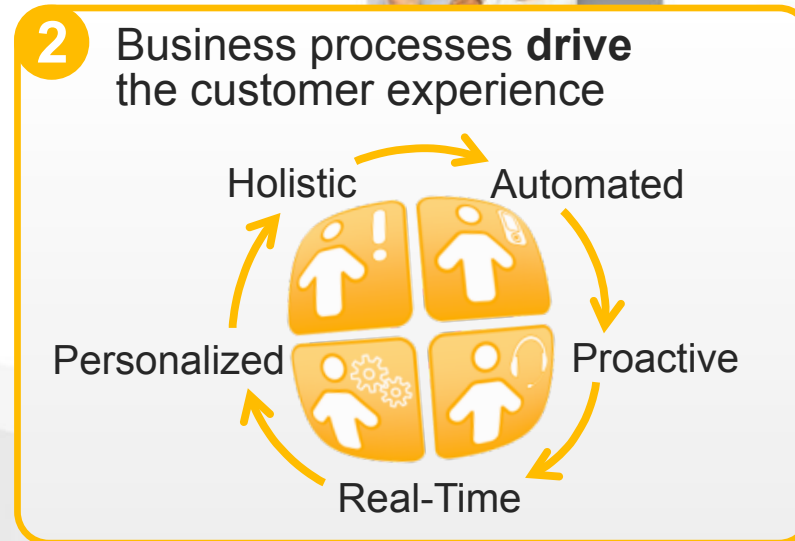 2
Business processes drive
the customer experience
Holistic
Automated
Personalized
Proactive
Real-Time